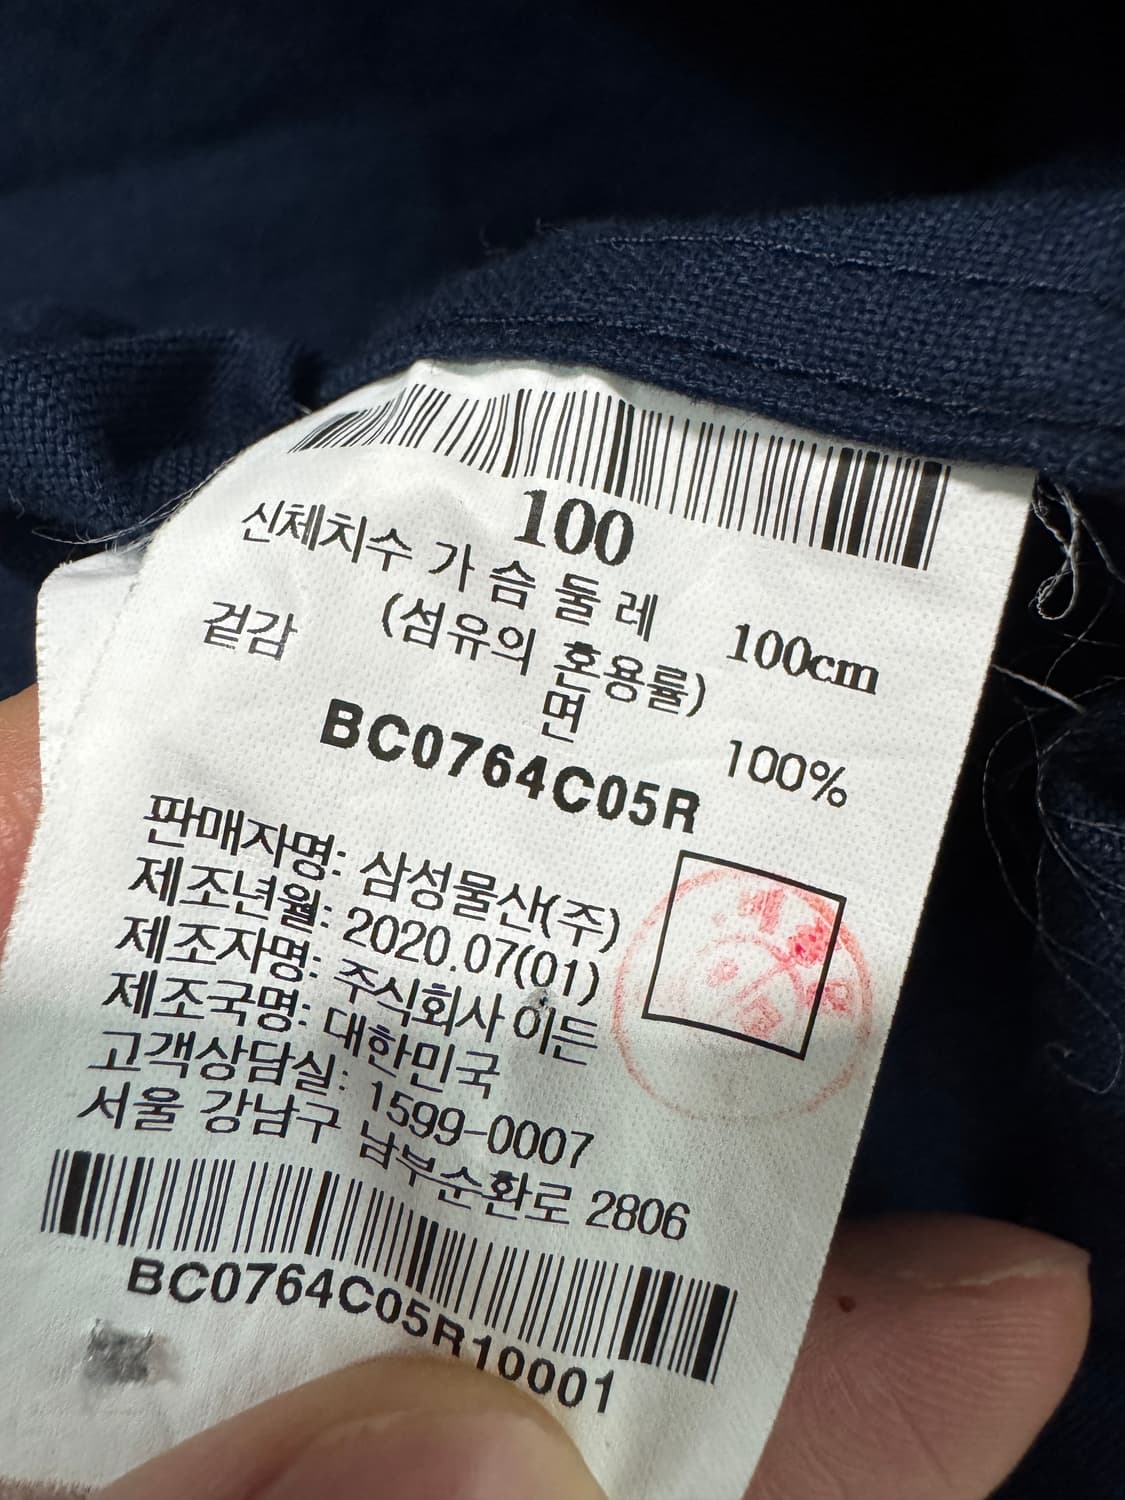 100
신체치수 가슴둘레 100cm
(섬유의 혼용률)
겉감 면 100%
BC0764C05R
판매자명: 삼성물산(주)
제조년월: 2020.07(01)
제조자명: 주식회사 이든
제조국명: 대한민국
고객상담실: 1599-0007
서울 강남구 남부순환로 2806
BC0764C05R10001